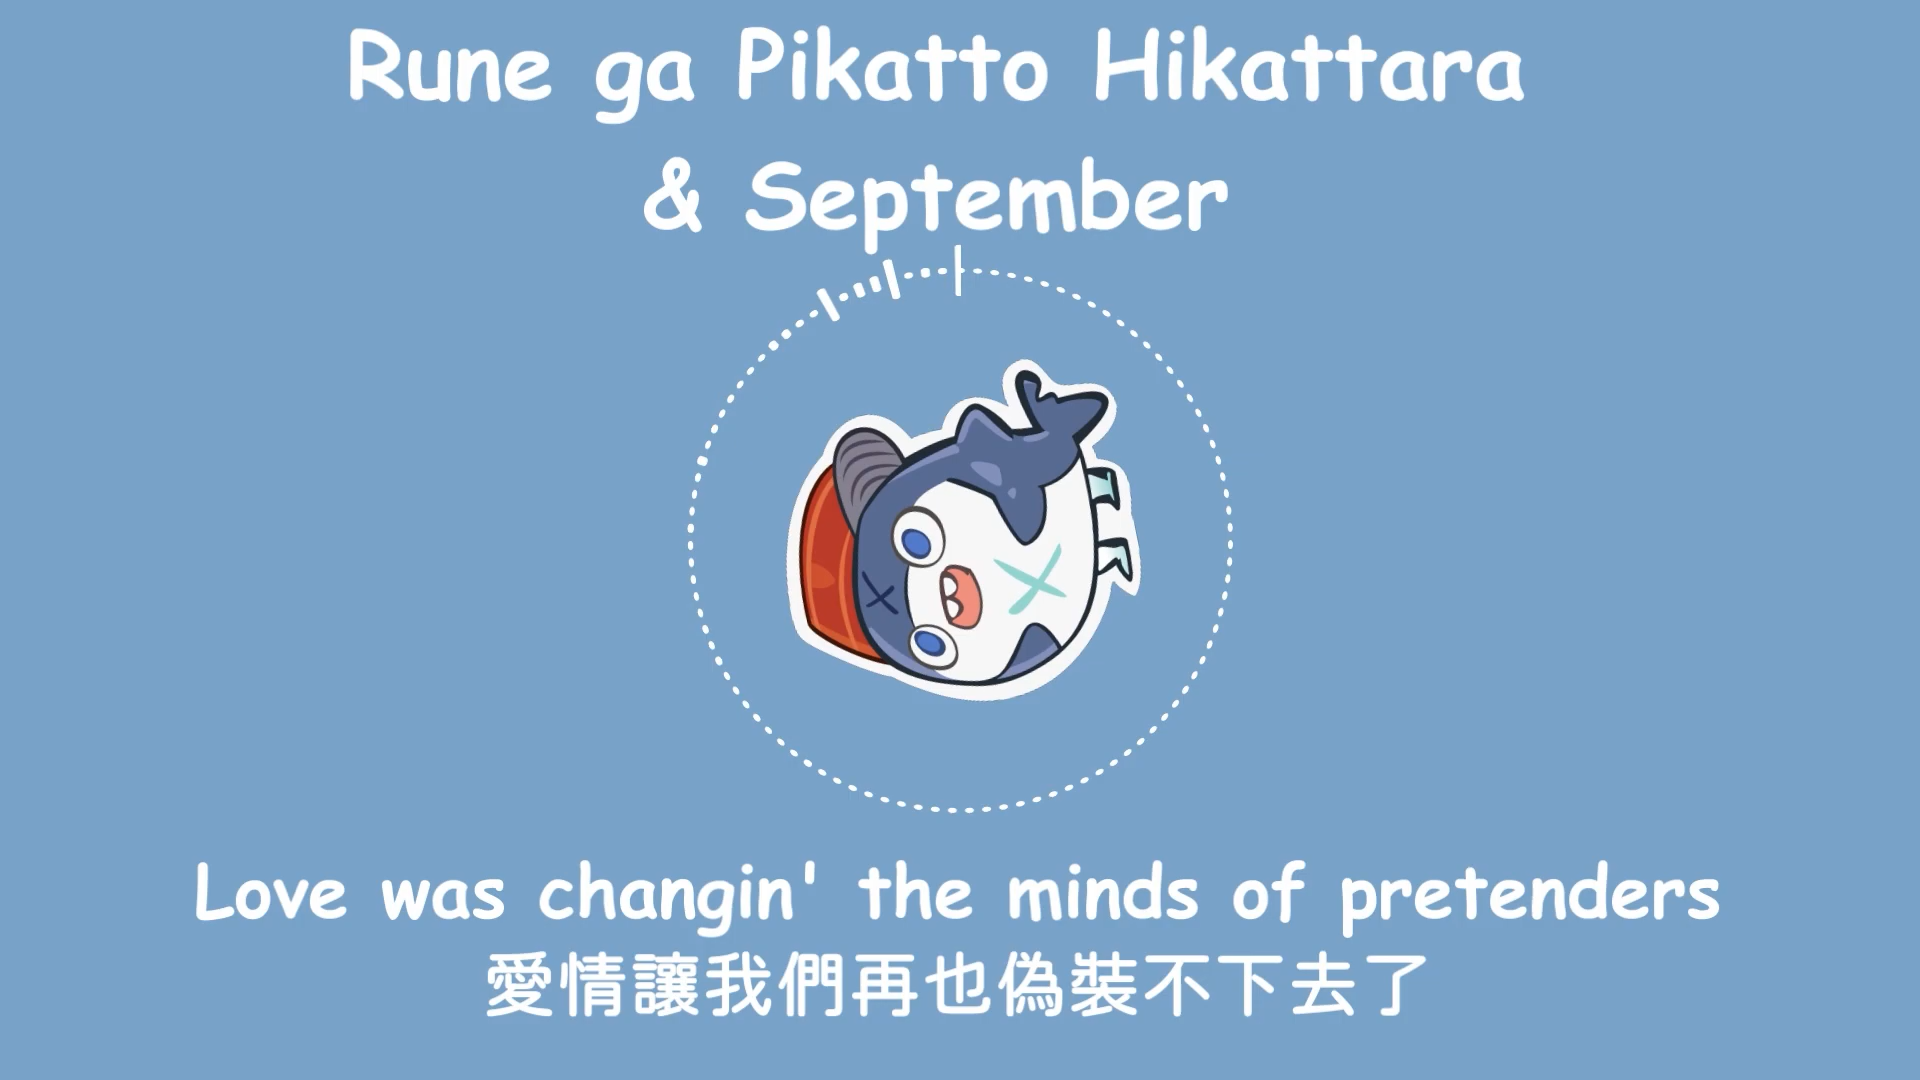 Rune ga Pikatto Hikattara
& September
Love was changin' the minds of pretenders
愛情讓我們再也偽裝不下去了